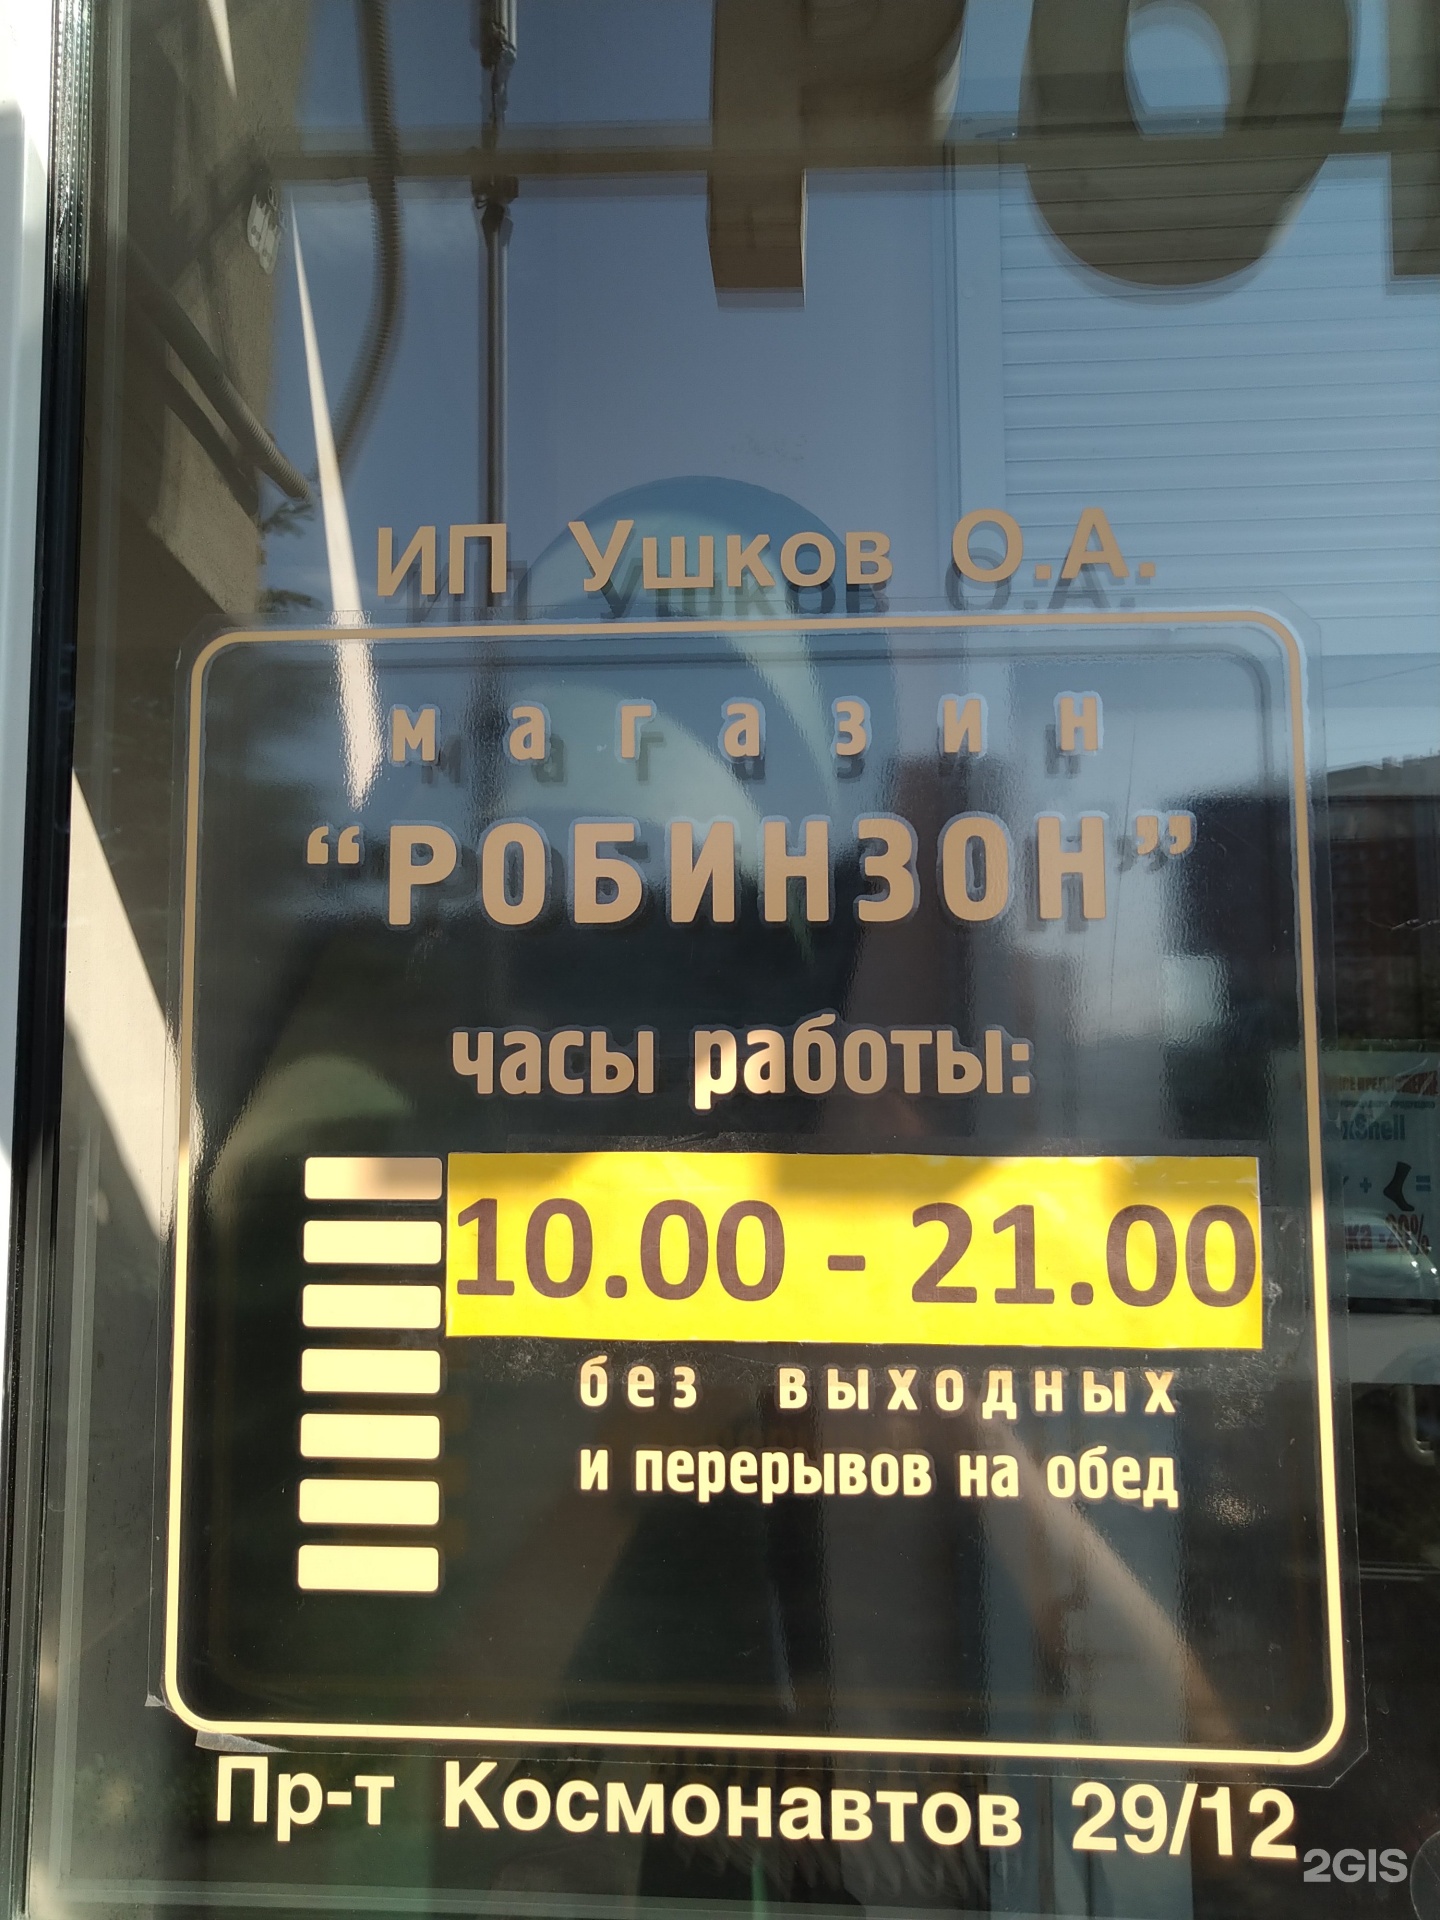 ИП Ушков О.А.
магазин
“РОБИНЗОН”
часы работы:
10.00 - 21.00
без выходных
и перерывов на обед
Пр-т Космонавтов 29/12
2GIS